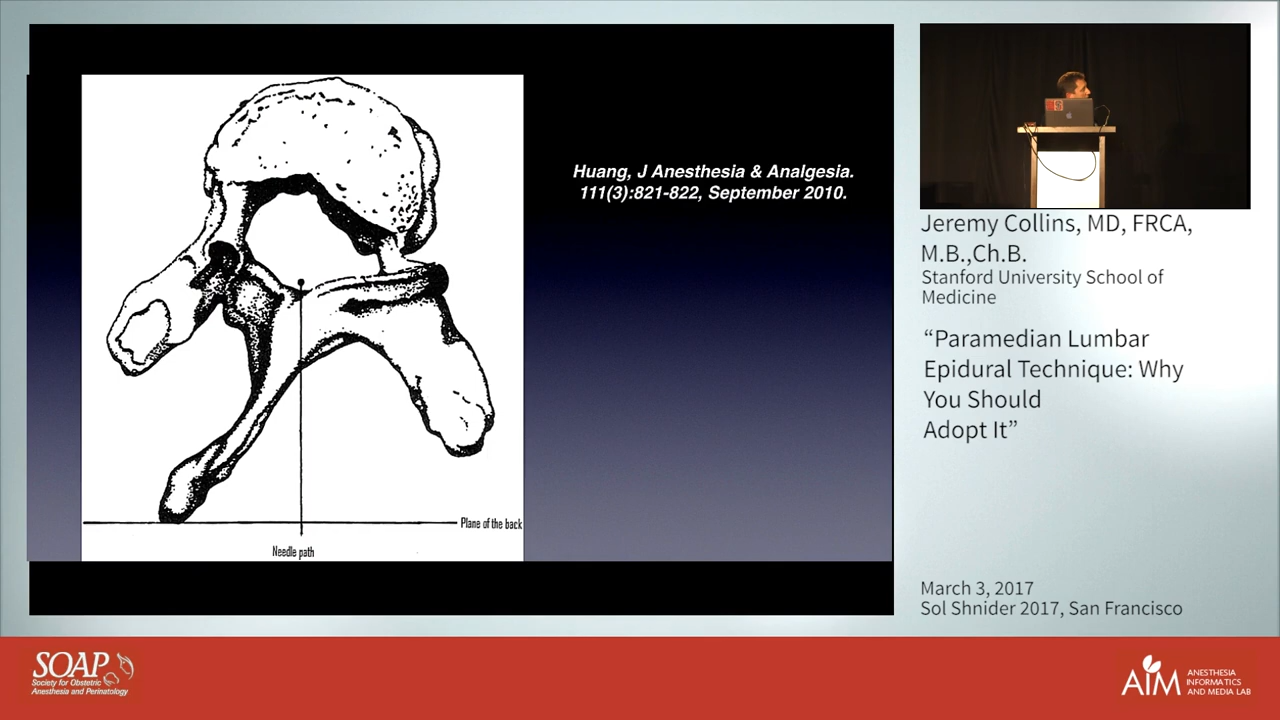 Huang, J Anesthesia & Analgesia.
111(3):821-822, September 2010.
Plane of the back
Needle path
Jeremy Collins, MD, FRCA,
M.B.,Ch.B.
Stanford University School of
Medicine
“Paramedian Lumbar
Epidural Technique: Why
You Should
Adopt It”
March 3, 2017
Sol Shnider 2017, San Francisco
SOAP
Society for Obstetric
Anesthesia and Perinatology
AIM
ANESTHESIA
INFORMATICS
AND MEDIA LAB